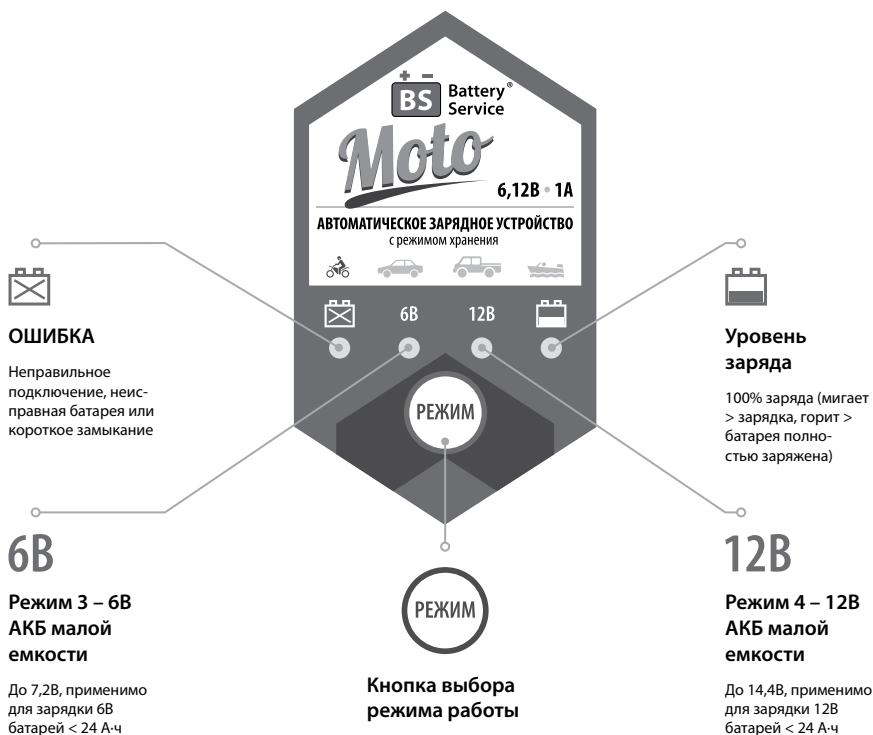 + −
BS Battery®
Service
Moto
6,12В • 1А
АВТОМАТИЧЕСКОЕ ЗАРЯДНОЕ УСТРОЙСТВО
с режимом хранения
6В 12В
РЕЖИМ
ОШИБКА
Неправильное
подключение, неис-
правная батарея или
короткое замыкание
Уровень
заряда
100% заряда (мигает
> зарядка, горит >
батарея полно-
стью заряжена)
6В
Режим 3 – 6В
АКБ малой
емкости
До 7,2В, применимо
для зарядки 6В
батарей < 24 А·ч
РЕЖИМ
Кнопка выбора
режима работы
12В
Режим 4 – 12В
АКБ малой
емкости
До 14,4В, применимо
для зарядки 12В
батарей < 24 А·ч